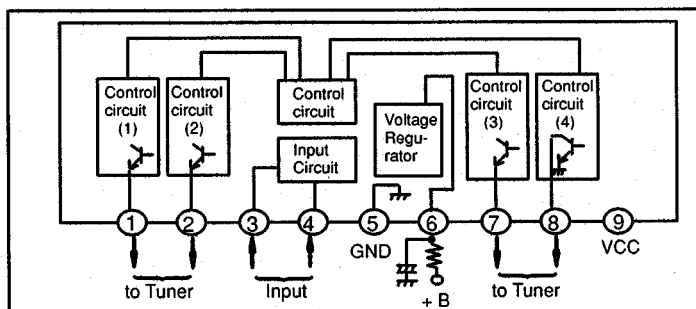 Control
circuit
(1)
Control
circuit
(2)
Control
circuit
Input
Circuit
Voltage
Regu-
rator
Control
circuit
(3)
Control
circuit
(4)
1
2
3
4
5
6
7
8
9
GND
VCC
to Tuner
Input
+ B
to Tuner